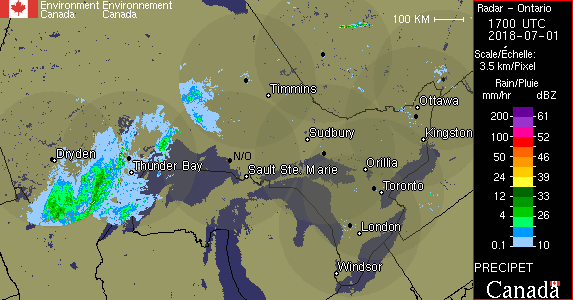 Environment Environnement
Canada Canada
100 KM
Timmins
Ottawa
Sudbury
Kingston
Dryden
N/O
Thunder Bay
Sault Ste. Marie
Orillia
Toronto
London
Windsor
Radar - Ontario
1700 UTC
2018-07-01
Scale/Échelle:
3.5 km/Pixel
Rain/Pluie
mm/hr dBZ
200 61
100 52
50 46
24 39
12 33
4 26
0.1 10
PRECIPET
Canada